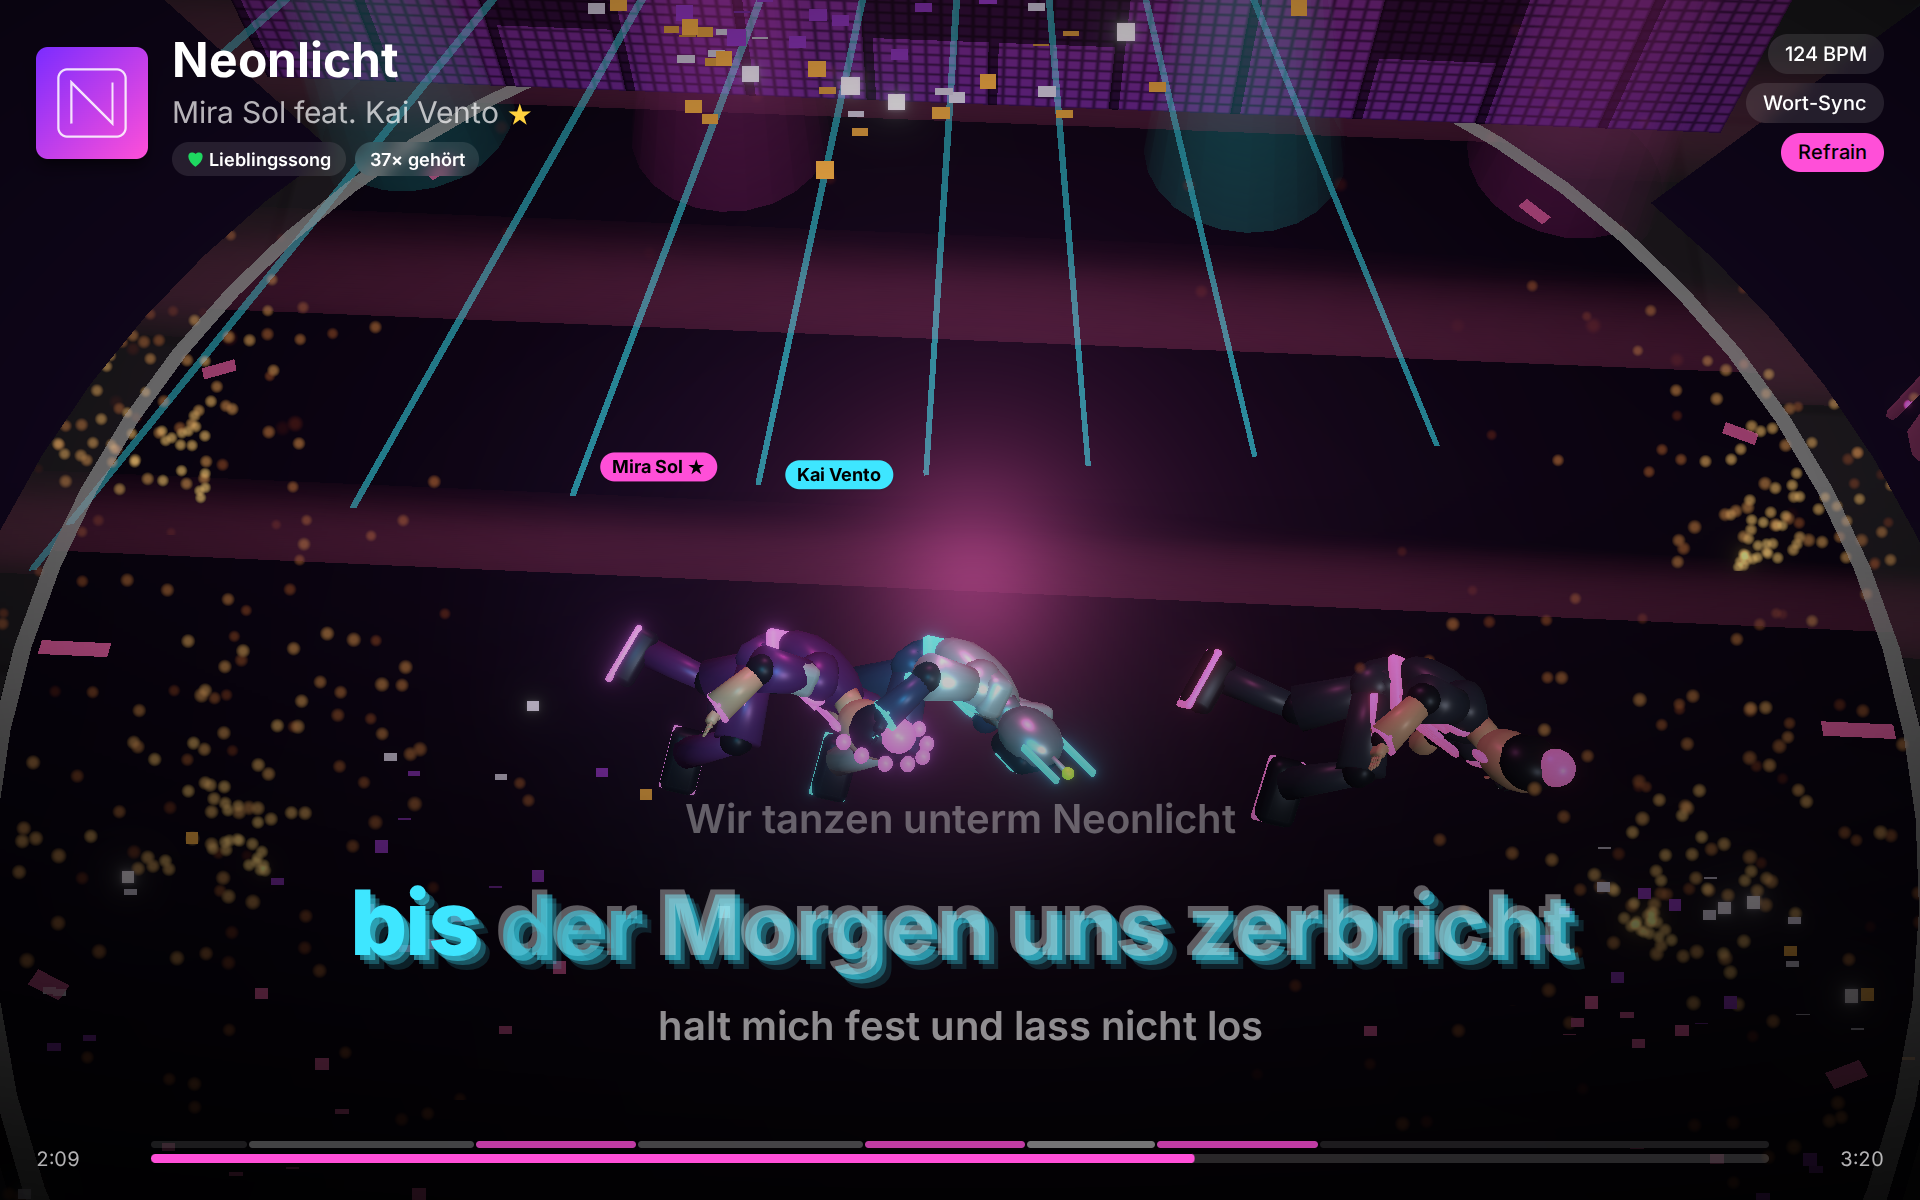 Neonlicht
Mira Sol feat. Kai Vento ★
Lieblingssong
37× gehört
124 BPM
Wort-Sync
Refrain
N
Mira Sol ★
Kai Vento
Wir tanzen unterm Neonlicht
bis der Morgen uns zerbricht
halt mich fest und lass nicht los
2:09
3:20